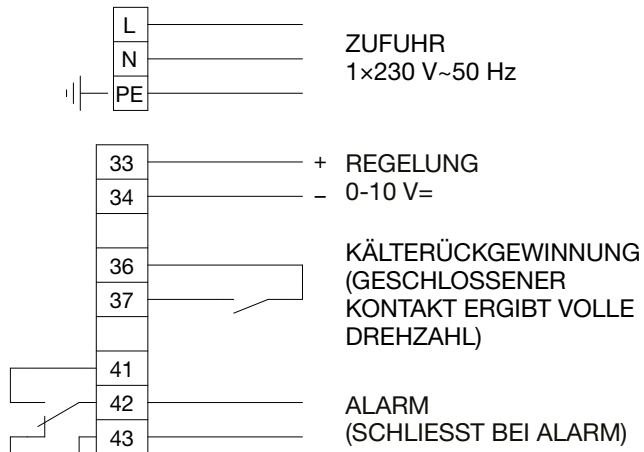 L
N
PE
ZUFUHR
1×230 V~50 Hz
33
+
34
–
REGELUNG
0-10 V=
36
37
KÄLTERÜCKGEWINNUNG
(GESCHLOSSENER
KONTAKT ERGIBT VOLLE
DREHZAHL)
41
42
43
ALARM
(SCHLIESST BEI ALARM)